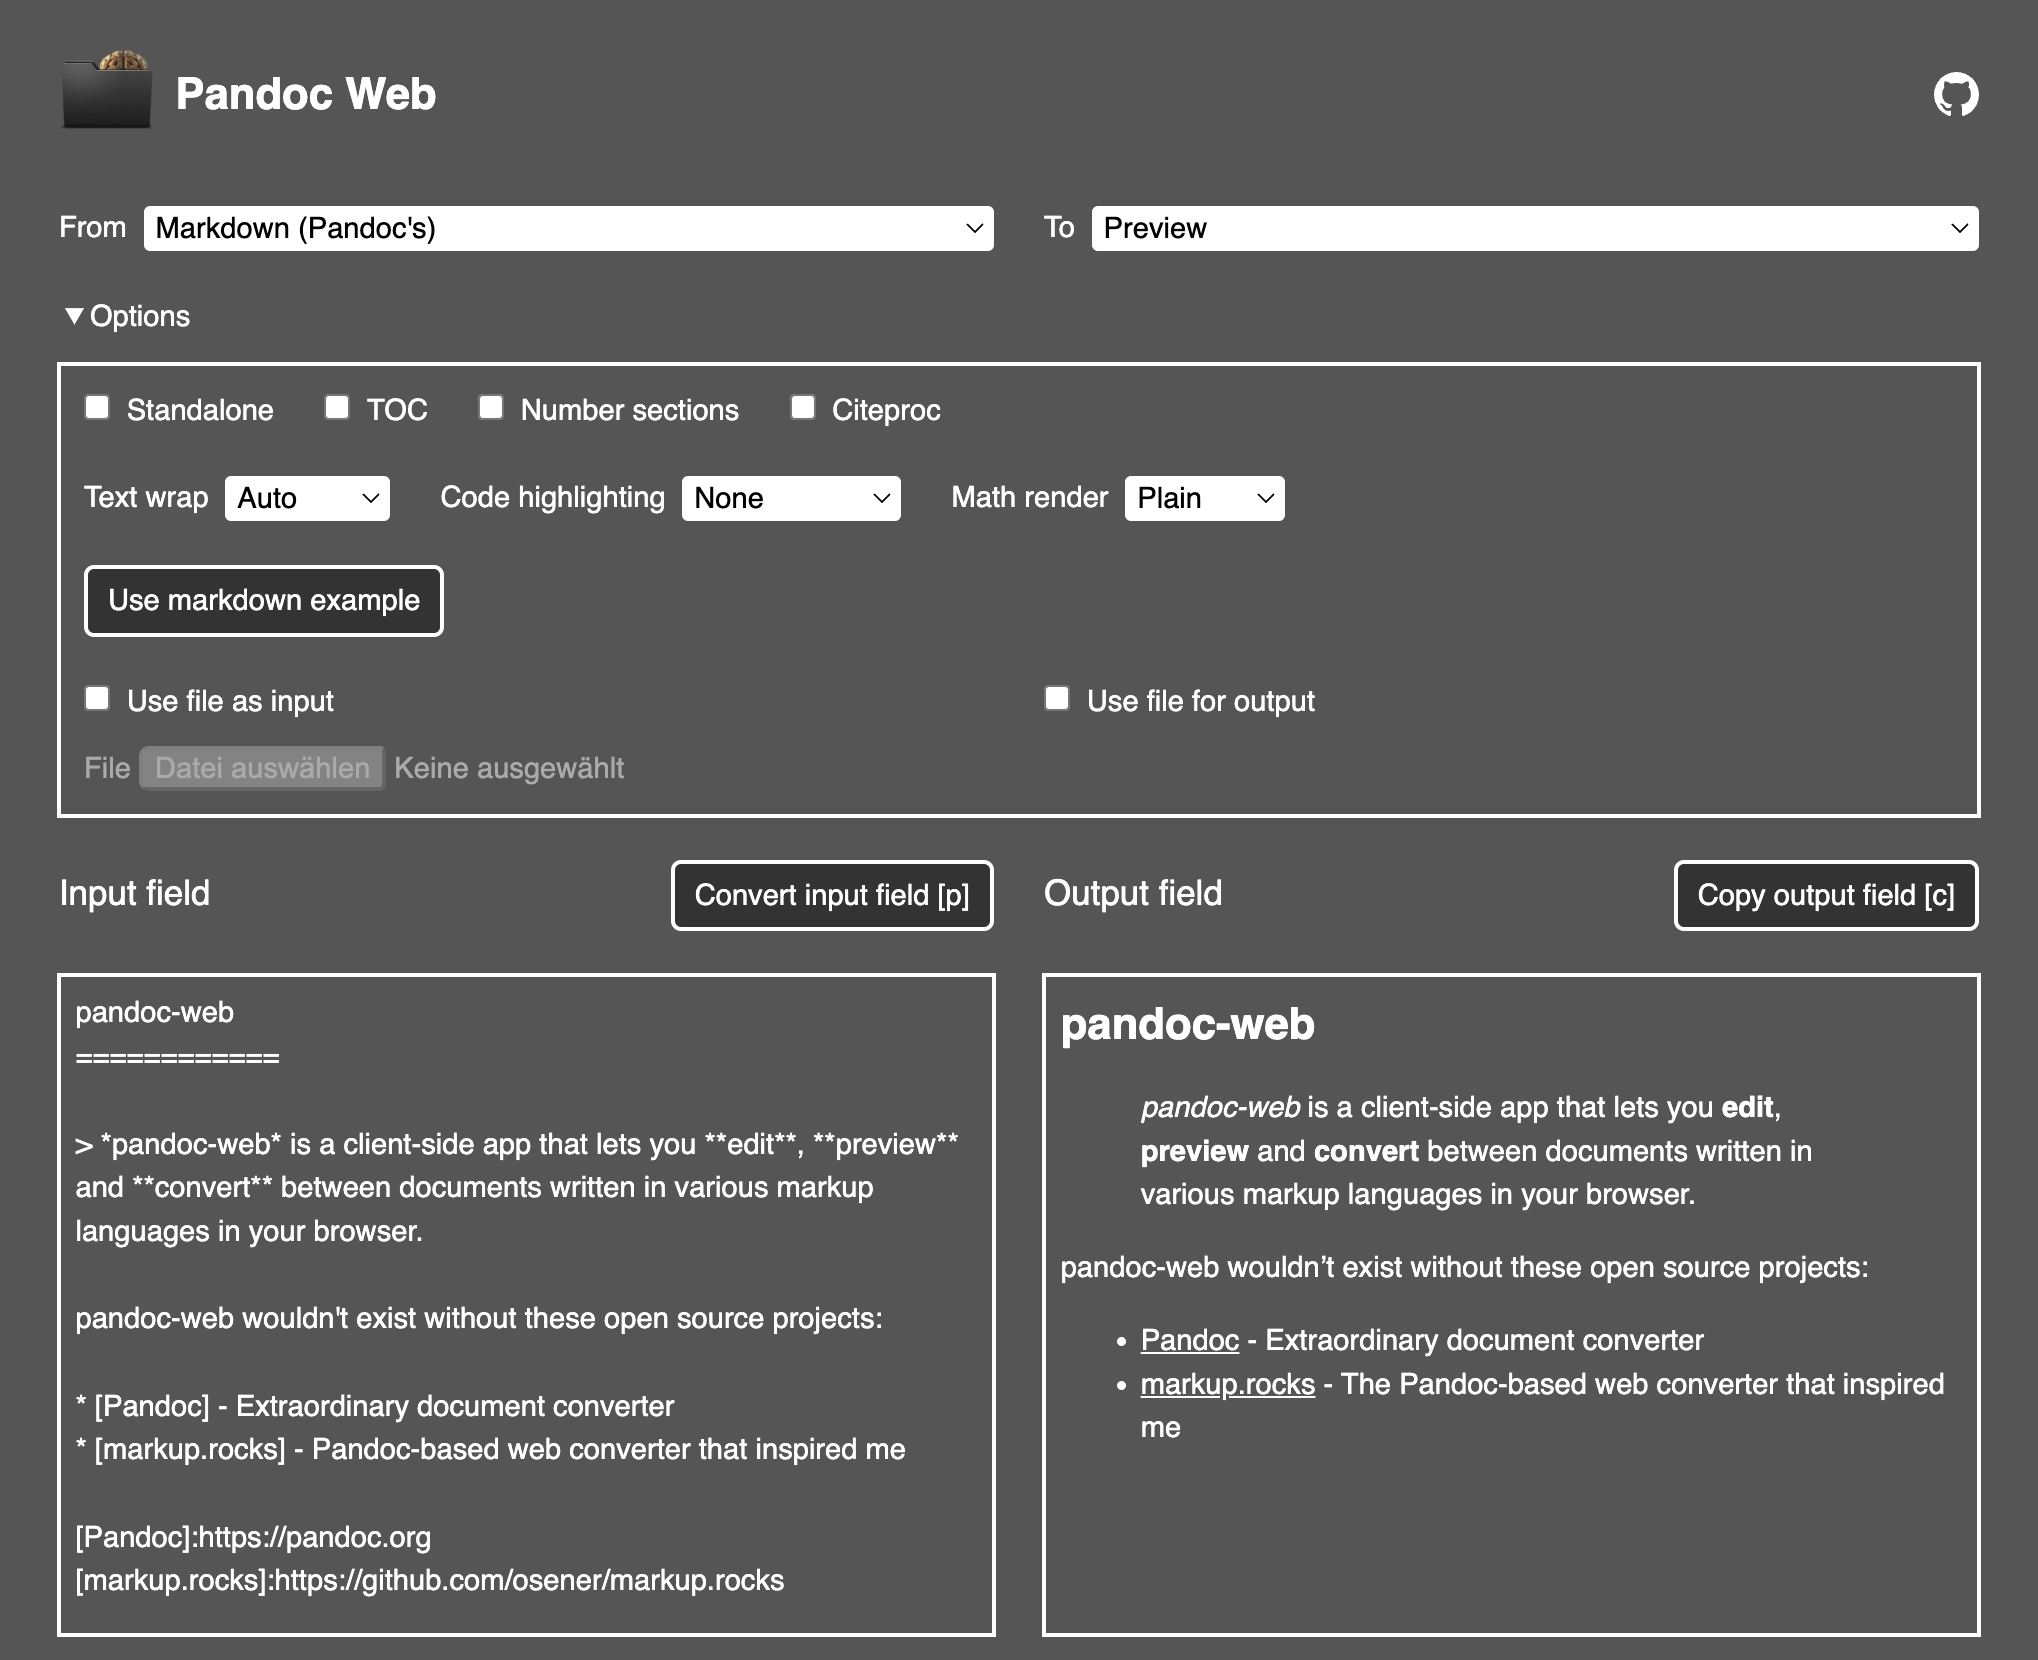 Pandoc Web
From Markdown (Pandoc's) To Preview
Options
Standalone TOC Number sections Citeproc
Text wrap Auto Code highlighting None Math render Plain
Use markdown example
Use file as input Use file for output
File Datei auswählen Keine ausgewählt
Input field Convert input field [p] Output field Copy output field [c]
pandoc-web
============
> *pandoc-web* is a client-side app that lets you **edit**, **preview**
and **convert** between documents written in various markup
languages in your browser.
pandoc-web wouldn't exist without these open source projects:
* [Pandoc] - Extraordinary document converter
* [markup.rocks] - Pandoc-based web converter that inspired me
[Pandoc]:https://pandoc.org
[markup.rocks]:https://github.com/osener/markup.rocks
pandoc-web
pandoc-web is a client-side app that lets you edit,
preview and convert between documents written in
various markup languages in your browser.
pandoc-web wouldn’t exist without these open source projects:
• Pandoc - Extraordinary document converter
• markup.rocks - The Pandoc-based web converter that inspired
me